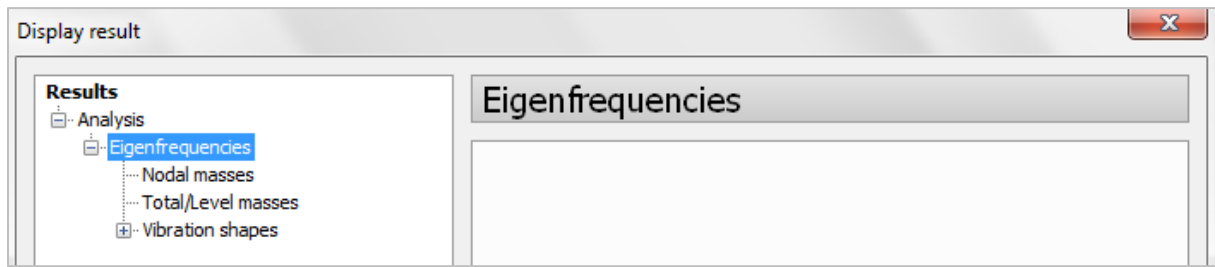 Display result
Results
Analysis
Eigenfrequencies
Nodal masses
Total/Level masses
Vibration shapes
Eigenfrequencies